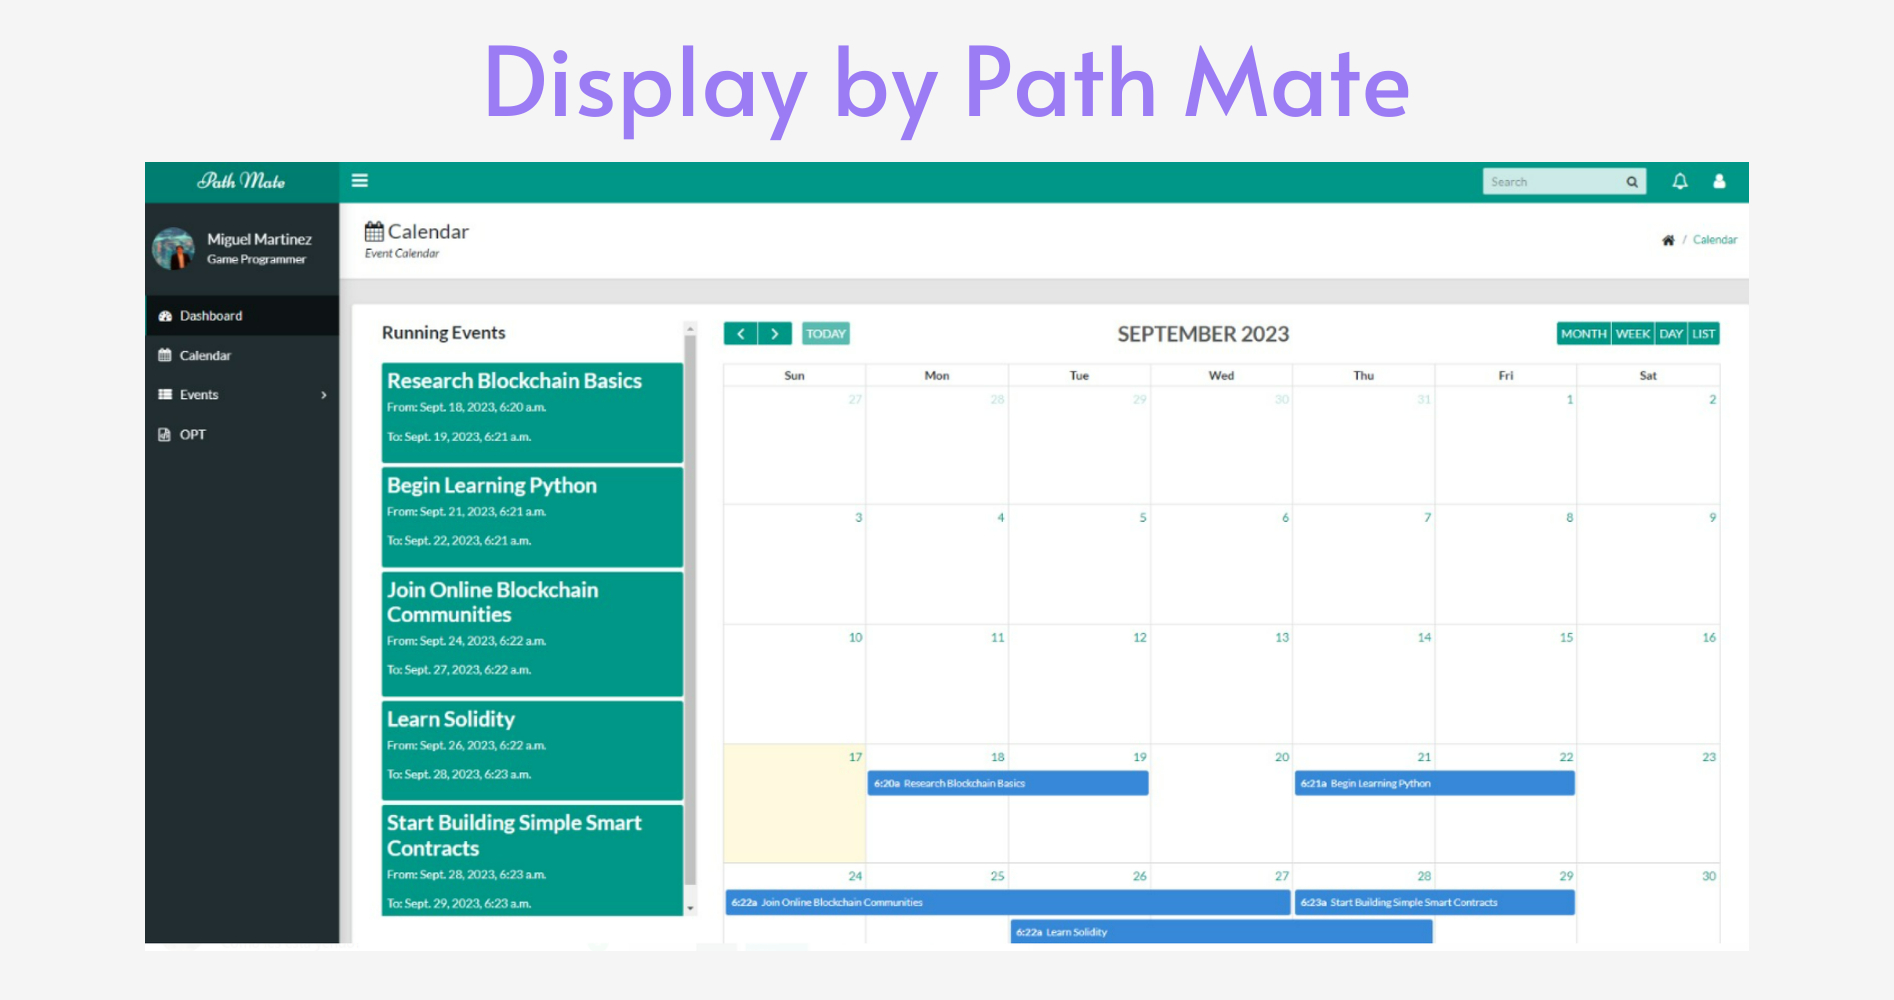 Display by Path Mate
Path Mate
Search
Miguel Martinez
Game Programmer
Calendar
Event Calendar
/ Calendar
Dashboard
Calendar
Events
OPT
Running Events
Research Blockchain Basics
From: Sept. 18, 2023, 6:20 a.m.
To: Sept. 19, 2023, 6:21 a.m.
Begin Learning Python
From: Sept. 21, 2023, 6:21 a.m.
To: Sept. 22, 2023, 6:21 a.m.
Join Online Blockchain
Communities
From: Sept. 24, 2023, 6:22 a.m.
To: Sept. 27, 2023, 6:22 a.m.
Learn Solidity
From: Sept. 26, 2023, 6:22 a.m.
To: Sept. 28, 2023, 6:23 a.m.
Start Building Simple Smart
Contracts
From: Sept. 28, 2023, 6:23 a.m.
To: Sept. 29, 2023, 6:23 a.m.
TODAY
SEPTEMBER 2023
MONTH WEEK DAY LIST
Sun Mon Tue Wed Thu Fri Sat
27 28 29 30 31 1 2
3 4 5 6 7 8 9
10 11 12 13 14 15 16
17 18 19 20 21 22 23
6:20a Research Blockchain Basics
6:21a Begin Learning Python
24 25 26 27 28 29 30
6:22a Join Online Blockchain Communities
6:23a Start Building Simple Smart Contracts
6:22a Learn Solidity